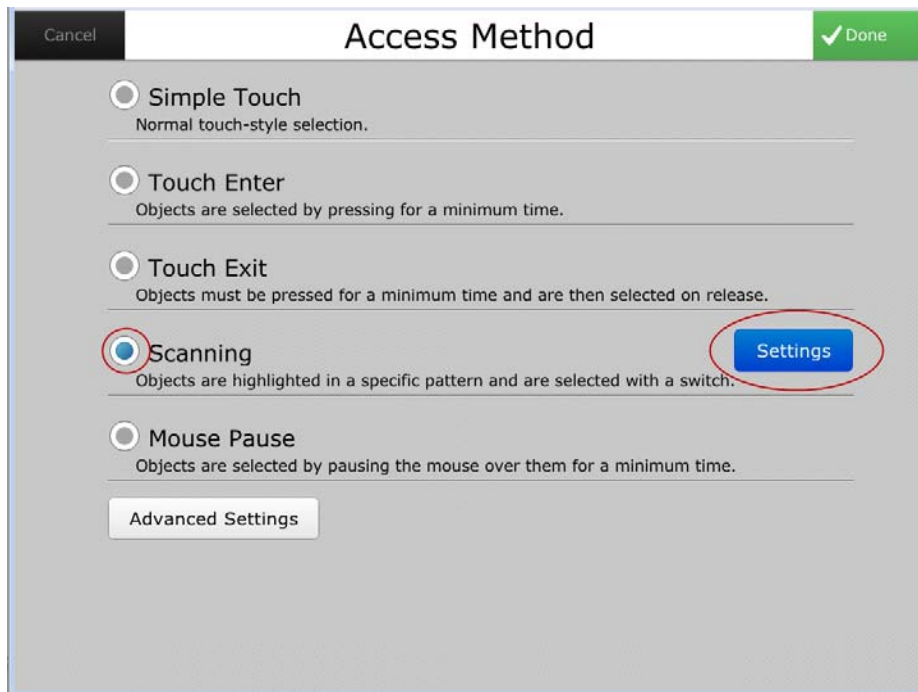 Cancel
Access Method
Done
Simple Touch
Normal touch-style selection.
Touch Enter
Objects are selected by pressing for a minimum time.
Touch Exit
Objects must be pressed for a minimum time and are then selected on release.
Scanning
Settings
Objects are highlighted in a specific pattern and are selected with a switch.
Mouse Pause
Objects are selected by pausing the mouse over them for a minimum time.
Advanced Settings